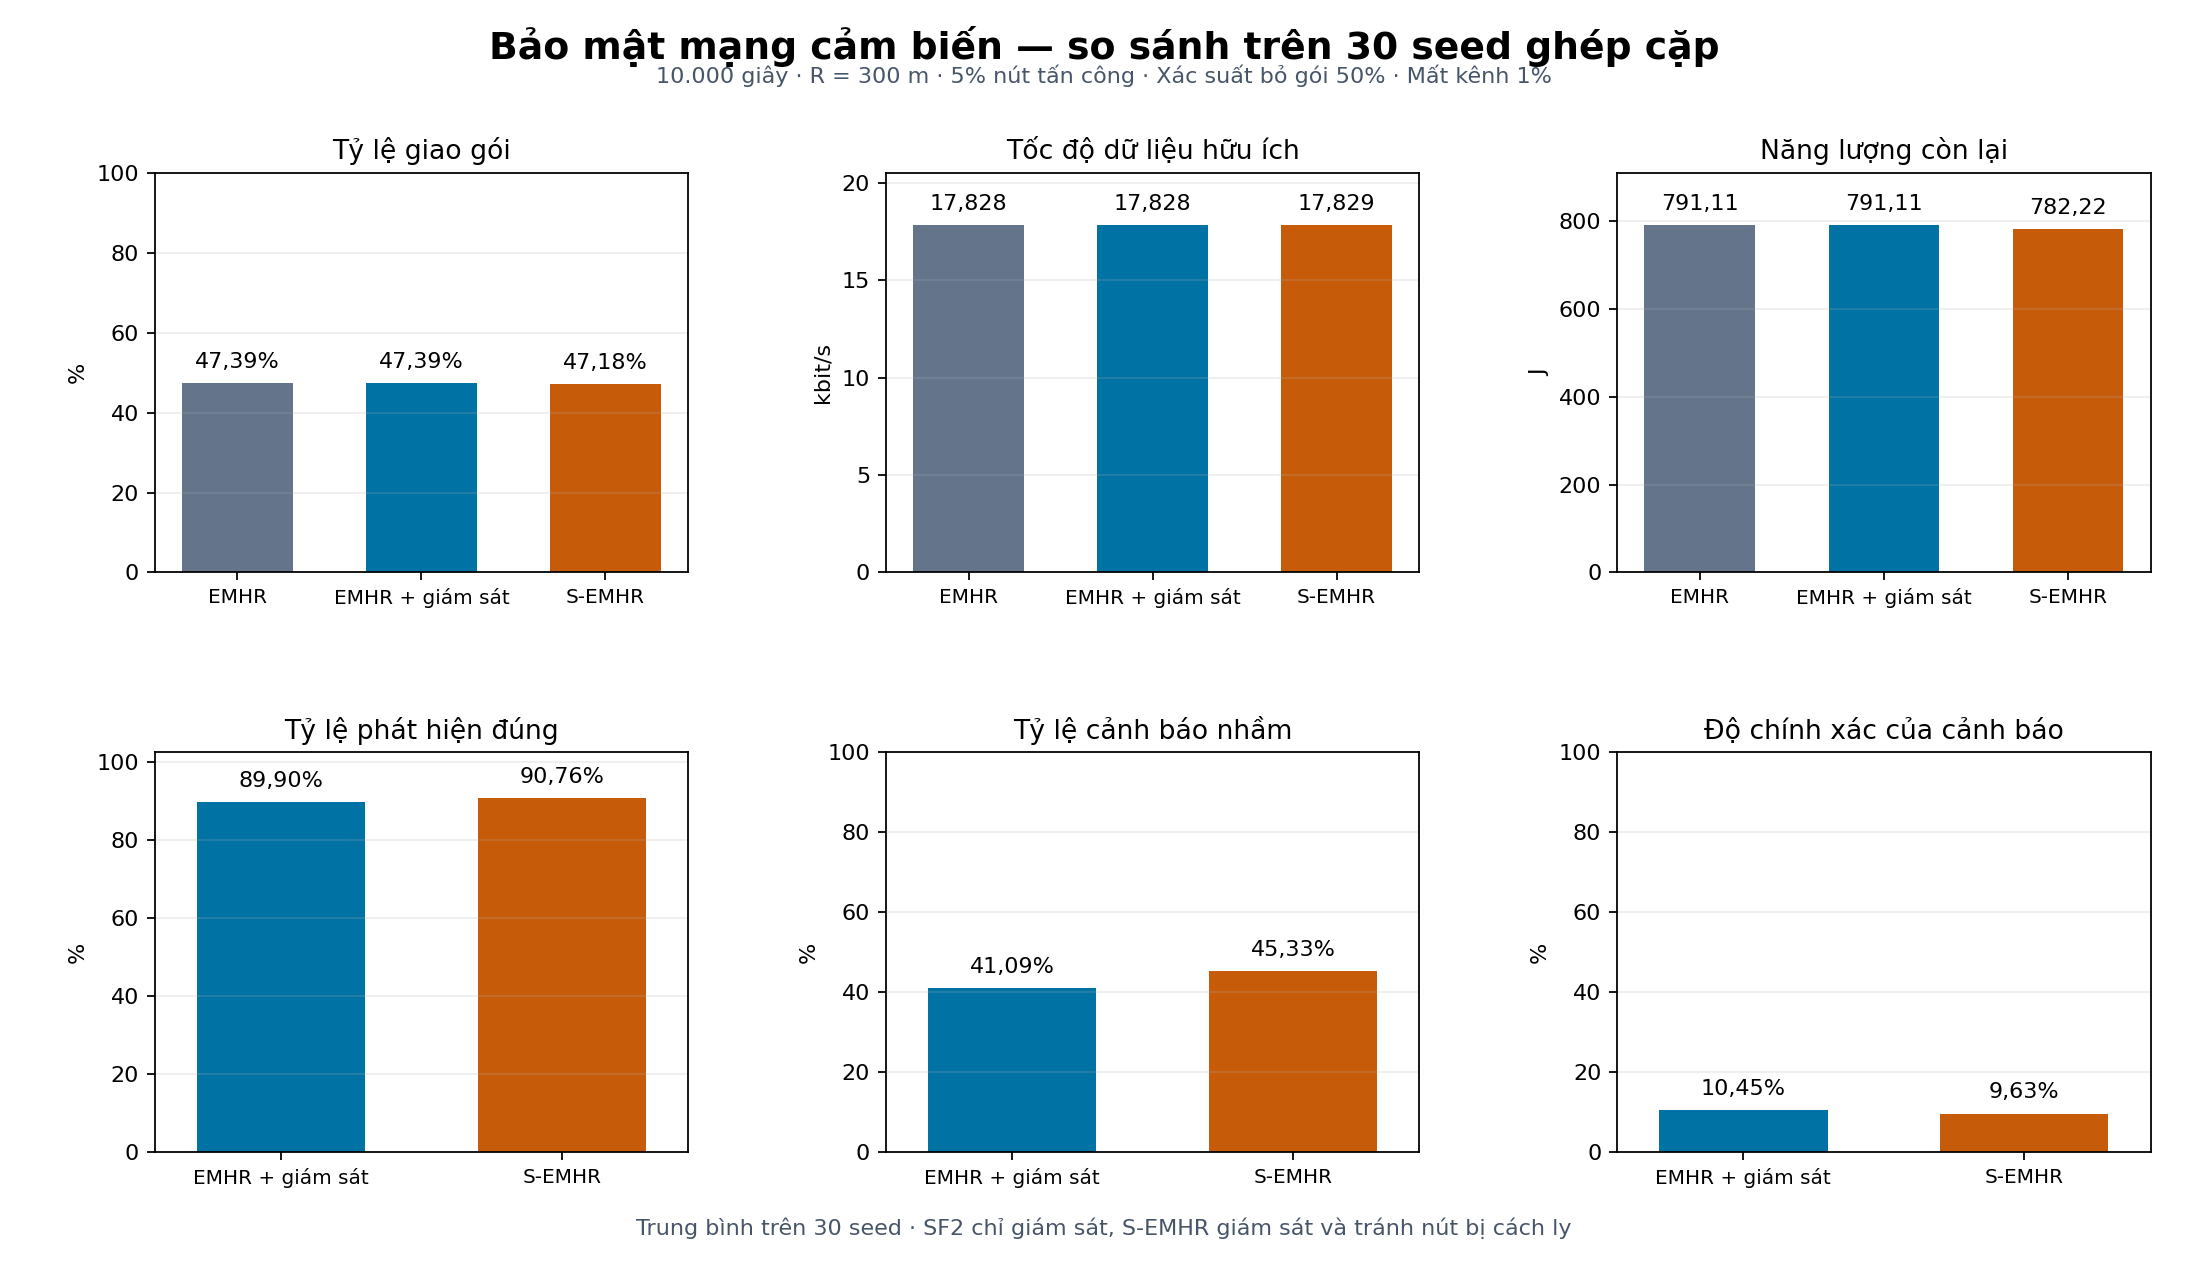 Bảo mật mạng cảm biến — so sánh trên 30 seed ghép cặp
10.000 giây · R = 300 m · 5% nút tấn công · Xác suất bỏ gói 50% · Mất kênh 1%
Tỷ lệ giao gói
100
80
60
40
20
0
%
47,39%
47,39%
47,18%
EMHR
EMHR + giám sát
S-EMHR
Tốc độ dữ liệu hữu ích
20
15
10
5
0
kbit/s
17,828
17,828
17,829
EMHR
EMHR + giám sát
S-EMHR
Năng lượng còn lại
800
600
400
200
0
J
791,11
791,11
782,22
EMHR
EMHR + giám sát
S-EMHR
Tỷ lệ phát hiện đúng
100
80
60
40
20
0
%
89,90%
90,76%
EMHR + giám sát
S-EMHR
Tỷ lệ cảnh báo nhầm
100
80
60
40
20
0
%
41,09%
45,33%
EMHR + giám sát
S-EMHR
Độ chính xác của cảnh báo
100
80
60
40
20
0
%
10,45%
9,63%
EMHR + giám sát
S-EMHR
Trung bình trên 30 seed · SF2 chỉ giám sát, S-EMHR giám sát và tránh nút bị cách ly